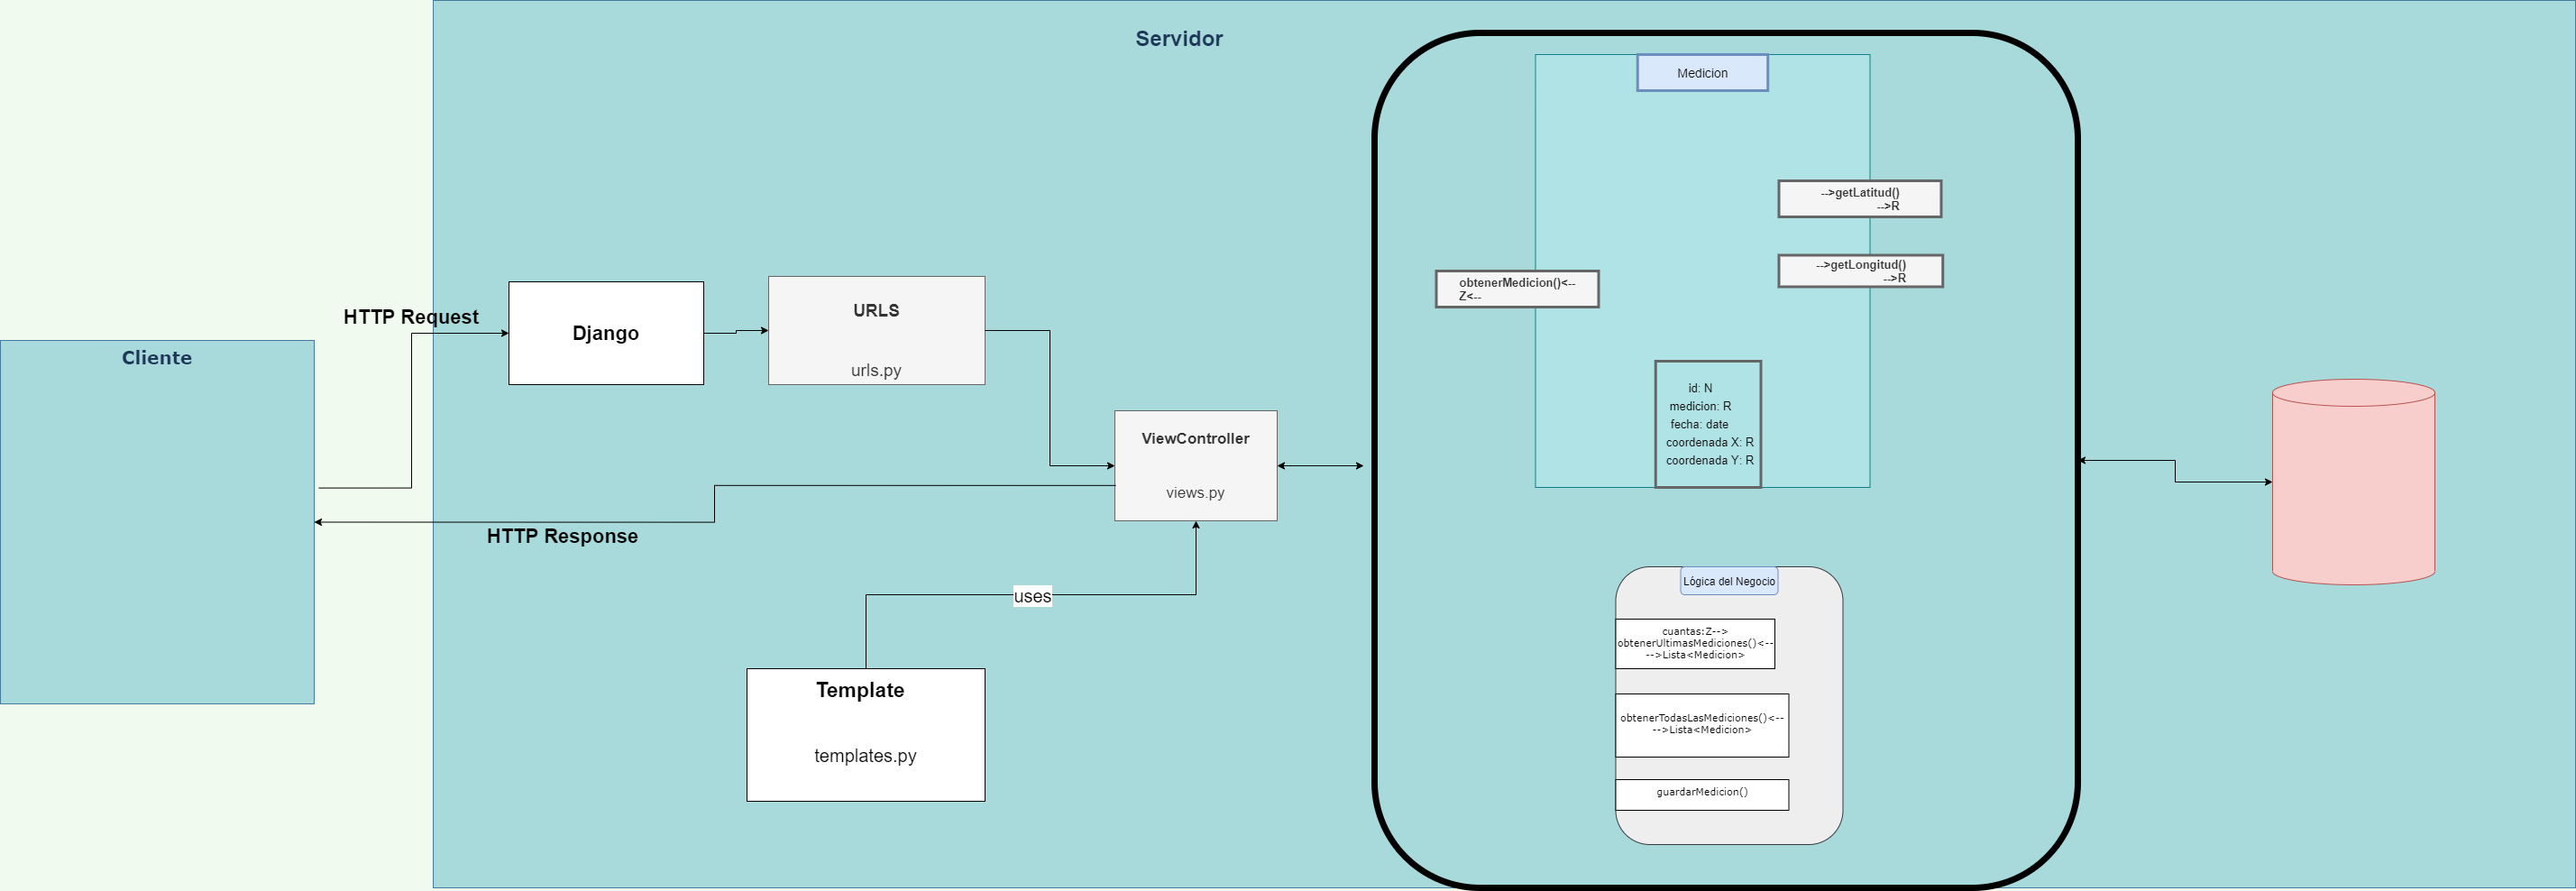 Servidor
Medicion
-->getLatitud()
-->R
-->getLongitud()
-->R
obtenerMedicion()<--
Z<--
id: N
medicion: R
fecha: date
coordenada X: R
coordenada Y: R
HTTP Request
Cliente
Django
URLS
urls.py
ViewController
views.py
HTTP Response
uses
Template
templates.py
Lógica del Negocio
cuantas:Z-->
obtenerUltimasMediciones()<--
-->Lista<Medicion>
obtenerTodasLasMediciones()<--
-->Lista<Medicion>
guardarMedicion()